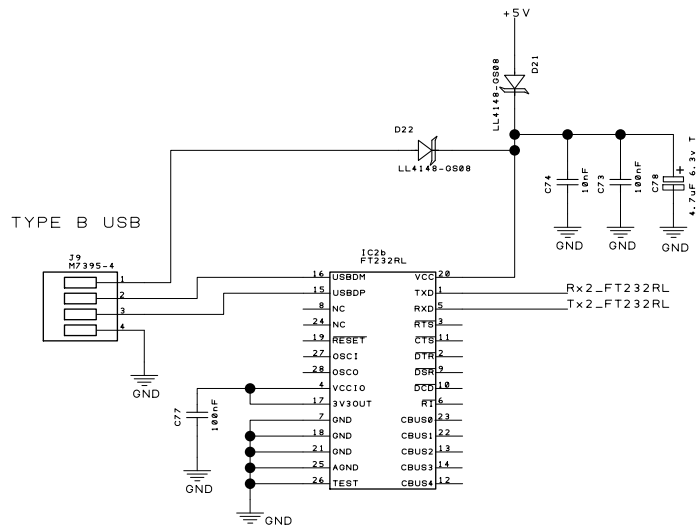 +5V
D21
LL4148-GS08
D22
LL4148-GS08
C74
10nF
C73
100nF
C78
+
4.7uF 6.3v T
GND
GND
GND
TYPE B USB
J9
M7395-4
1
2
3
4
GND
IC2b
FT232RL
16 USBDM
15 USBDP
8 NC
24 NC
19 RESET
27 OSCI
28 OSCO
4 VCCIO
17 3V3OUT
7 GND
18 GND
21 GND
25 AGND
26 TEST
VCC 20
TXD 1
RXD 5
RTS 3
CTS 11
DTR 2
DSR 9
DCD 10
RI 6
CBUS0 23
CBUS1 22
CBUS2 13
CBUS3 14
CBUS4 12
Rx2_FT232RL
Tx2_FT232RL
C77
100nF
GND
GND